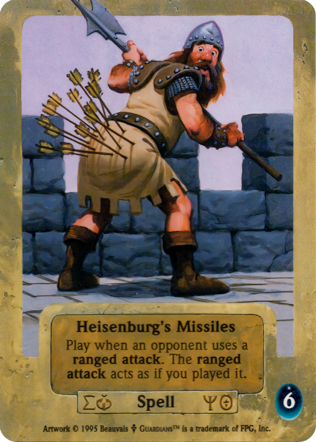 Heisenburg's Missiles
Play when an opponent uses a
ranged attack. The ranged
attack acts as if you played it.
Spell
6
Artwork © 1995 Beauvais GUARDIANS™ is a trademark of FPG, Inc.